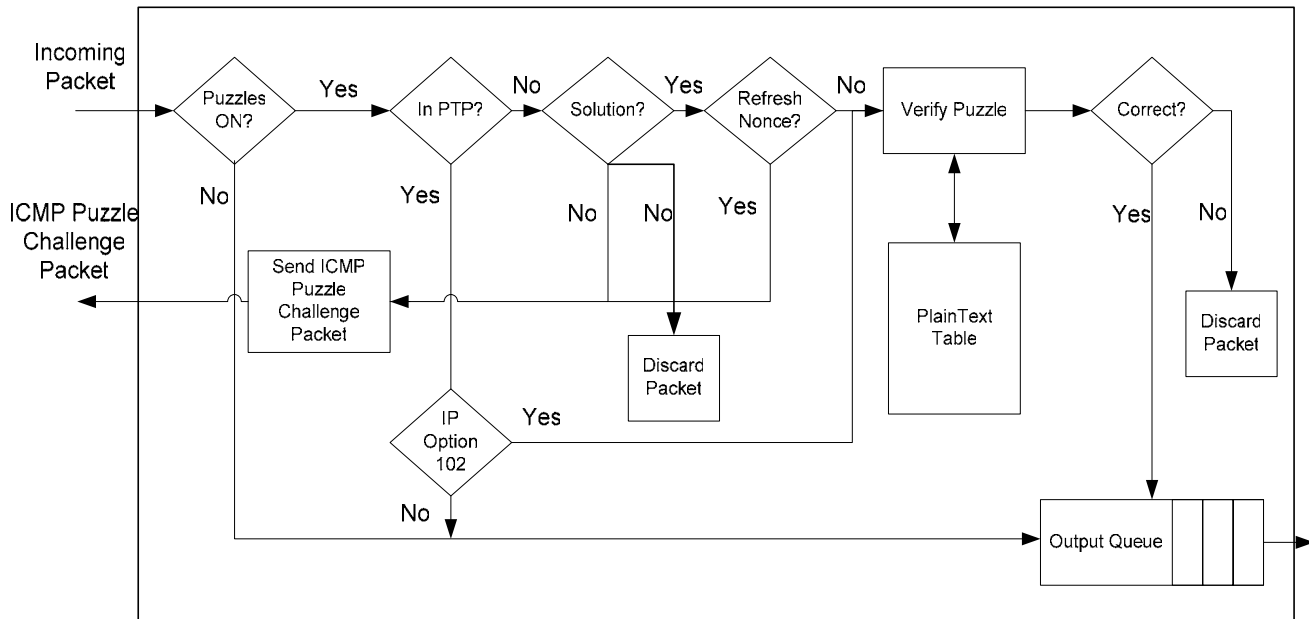 Incoming
Packet
Puzzles
ON?
Yes
In PTP?
No
Solution?
Yes
Refresh
Nonce?
No
Verify Puzzle
Correct?
No
Yes
No
No
Yes
Yes
No
ICMP Puzzle
Challenge
Packet
Send ICMP
Puzzle
Challenge
Packet
Discard
Packet
PlainText
Table
Discard
Packet
IP
Option
102
Yes
No
Output Queue